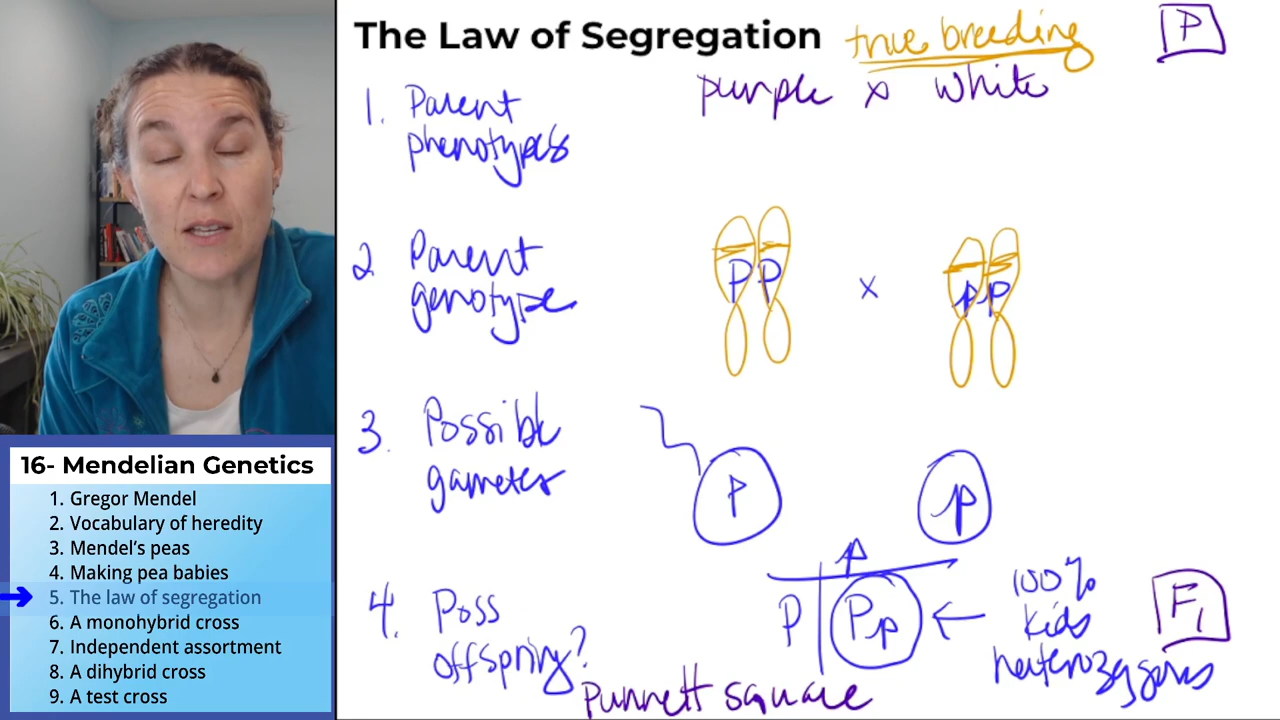 The Law of Segregation
true breeding
P
purple x white
1. Parent
phenotypes
2 Parent
genotype
P P x p p
3. Possible
gametes
P p
4. Poss
offspring?
p
P Pp
← 100%
kids
heterozygous
F1
Punnett square
16- Mendelian Genetics
1. Gregor Mendel
2. Vocabulary of heredity
3. Mendel's peas
4. Making pea babies
5. The law of segregation
6. A monohybrid cross
7. Independent assortment
8. A dihybrid cross
9. A test cross